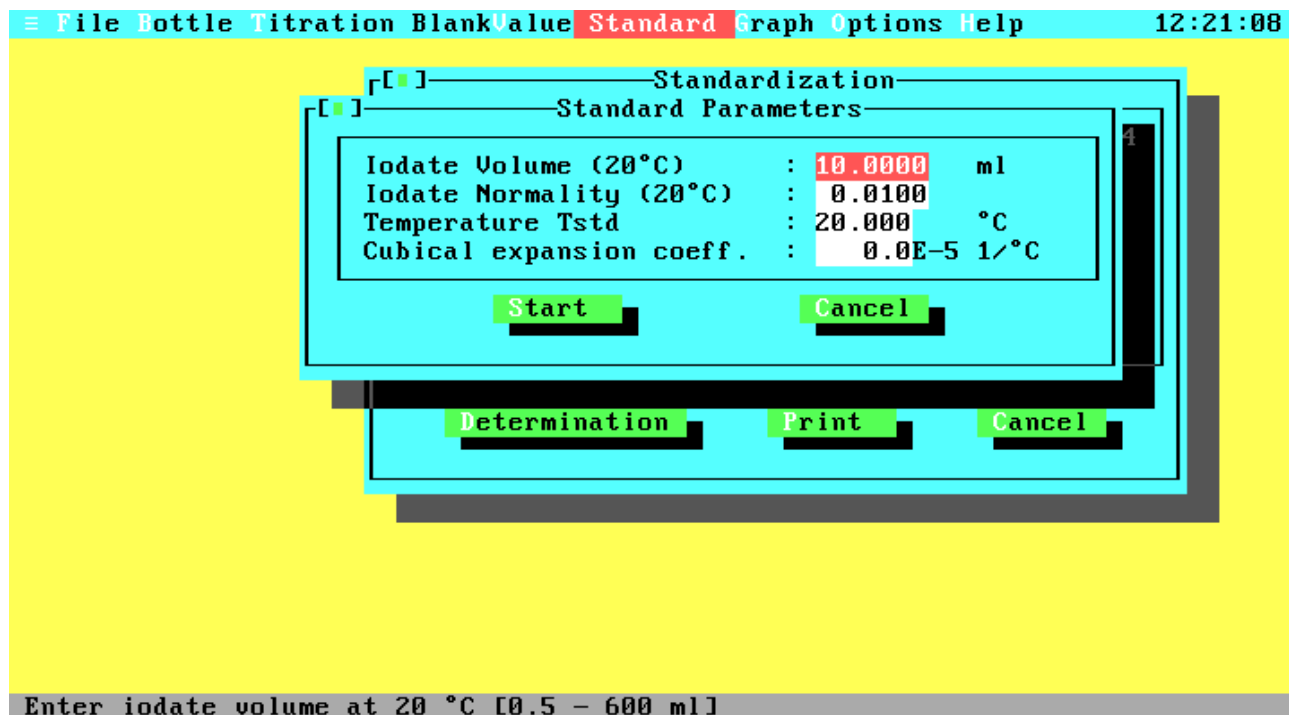 ≡ File Bottle Titration BlankValue Standard Graph Options Help 12:21:08
[■] Standardization
[■] Standard Parameters
4
Iodate Volume (20°C) : 10.0000 ml
Iodate Normality (20°C) : 0.0100
Temperature Tstd : 20.000 °C
Cubical expansion coeff. : 0.0E-5 1/°C
Start Cancel
Determination Print Cancel
Enter iodate volume at 20 °C [0.5 - 600 ml]